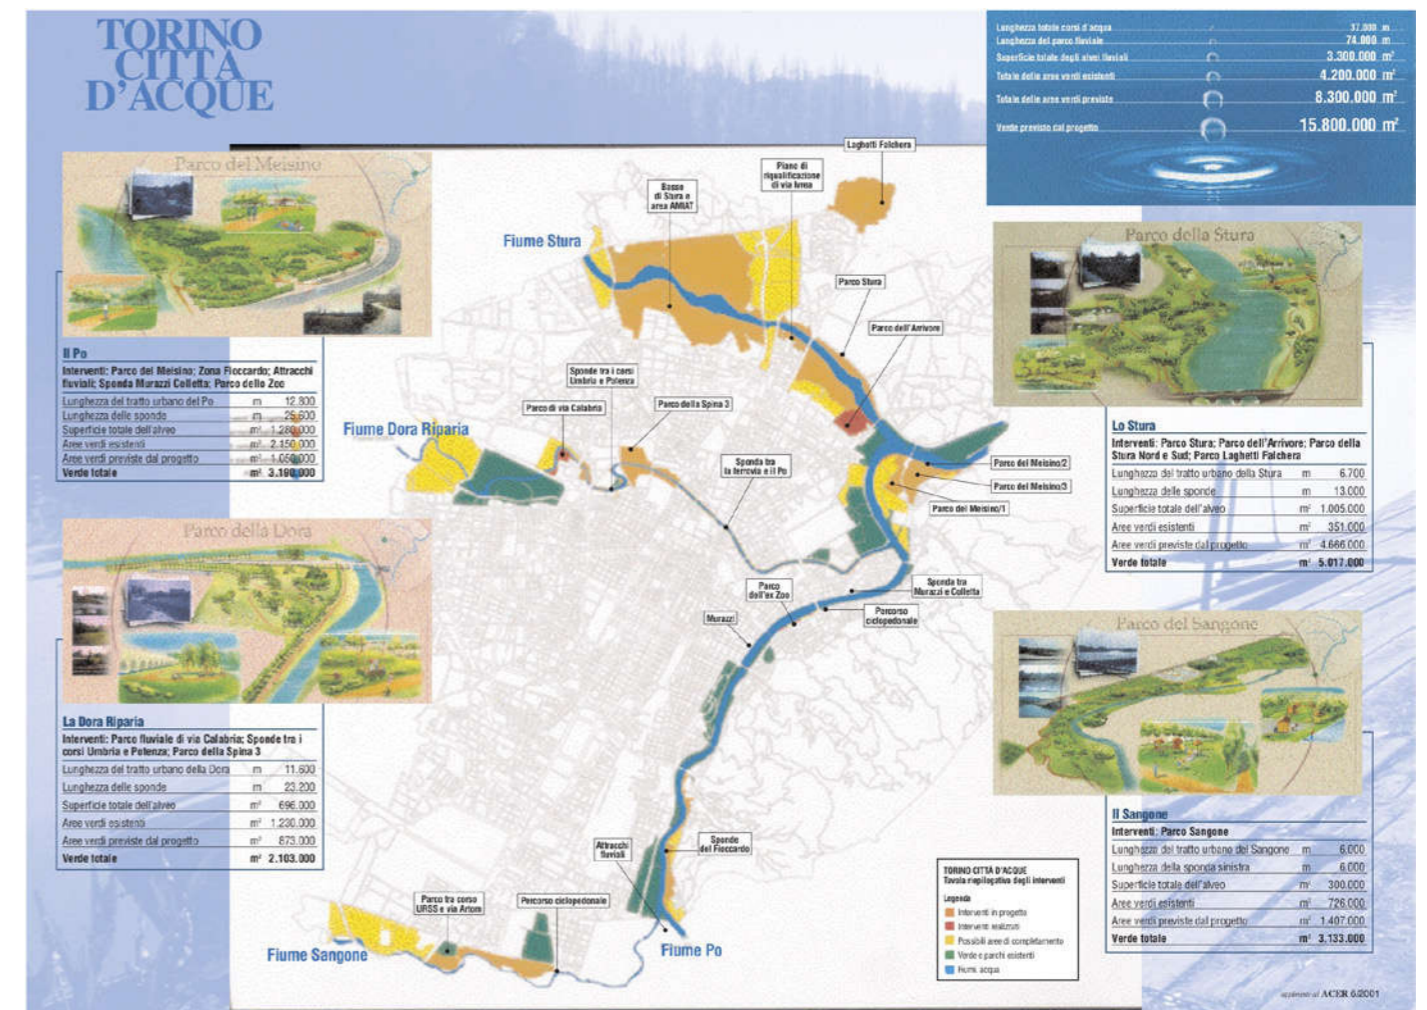 TORINO
CITTÀ
D'ACQUE
Lunghezza totale corsi d'acqua 37.000 m
Lunghezza del parco fluviale 74.000 m
Superficie totale degli alvei fluviali 3.300.000 m²
Totale delle aree verdi esistenti 4.200.000 m²
Totale delle aree verdi previste 8.300.000 m²
Verde previsto dal progetto 15.800.000 m²
Parco del Meisino
Il Po
Interventi: Parco del Meisino; Zona Fioccardo; Attracchi
fluviali; Sponda Murazzi Colletta; Parco dello Zoo
Lunghezza del tratto urbano del Po m 12.800
Lunghezza delle sponde m 25.600
Superficie totale dell'alveo m² 1.280.000
Aree verdi esistenti m² 2.150.000
Aree verdi previste dal progetto m² 1.050.000
Verde totale m² 3.190.000
Parco della Dora
La Dora Riparia
Interventi: Parco fluviale di via Calabria; Sponde tra i
corsi Umbria e Potenza; Parco della Spina 3
Lunghezza del tratto urbano della Dora m 11.600
Lunghezza delle sponde m 23.200
Superficie totale dell'alveo m² 696.000
Aree verdi esistenti m² 1.230.000
Aree verdi previste dal progetto m² 873.000
Verde totale m² 2.103.000
Laghetti Falchera
Piano di
riqualificazione
di via Ivrea
Basse
di Stura e
area AMIAT
Fiume Stura
Parco Stura
Parco dell'Arrivore
Sponde tra i corsi
Umbria e Potenza
Parco di via Calabria
Parco della Spina 3
Fiume Dora Riparia
Sponda tra
la ferrovia e il Po
Parco del Meisino/2
Parco del Meisino/3
Parco del Meisino/1
Parco
dell'ex Zoo
Sponda tra
Murazzi e Colletta
Percorso
ciclopedonale
Murazzi
Attracchi
fluviali
Sponde
del Fioccardo
Parco tra corso
URSS e via Artom
Percorso ciclopedonale
Fiume Sangone
Fiume Po
TORINO CITTÀ D'ACQUE
Tavola riepilogativa degli interventi
Legenda
Interventi in progetto
Interventi realizzati
Possibili aree di completamento
Verde e parchi esistenti
Fiumi, acqua
Parco della Stura
Lo Stura
Interventi: Parco Stura; Parco dell'Arrivore; Parco della
Stura Nord e Sud; Parco Laghetti Falchera
Lunghezza del tratto urbano della Stura m 6.700
Lunghezza delle sponde m 13.000
Superficie totale dell'alveo m² 1.005.000
Aree verdi esistenti m² 351.000
Aree verdi previste dal progetto m² 4.666.000
Verde totale m² 5.017.000
Parco del Sangone
Il Sangone
Interventi: Parco Sangone
Lunghezza del tratto urbano del Sangone m 6.000
Lunghezza della sponda sinistra m 6.000
Superficie totale dell'alveo m² 300.000
Aree verdi esistenti m² 726.000
Aree verdi previste dal progetto m² 1.407.000
Verde totale m² 3.133.000
ACER 6/2001